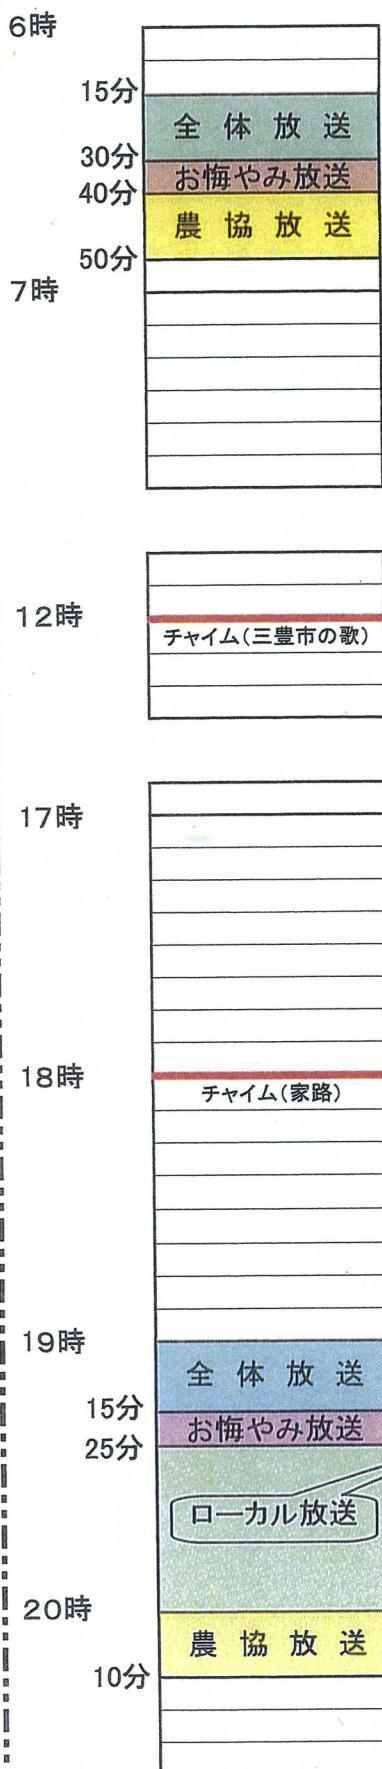 6時
15分
全体放送
30分
お悔やみ放送
40分
農協放送
50分
7時
12時
チャイム(三豊市の歌)
17時
18時
チャイム(家路)
19時
全体放送
15分
お悔やみ放送
25分
ローカル放送
20時
農協放送
10分